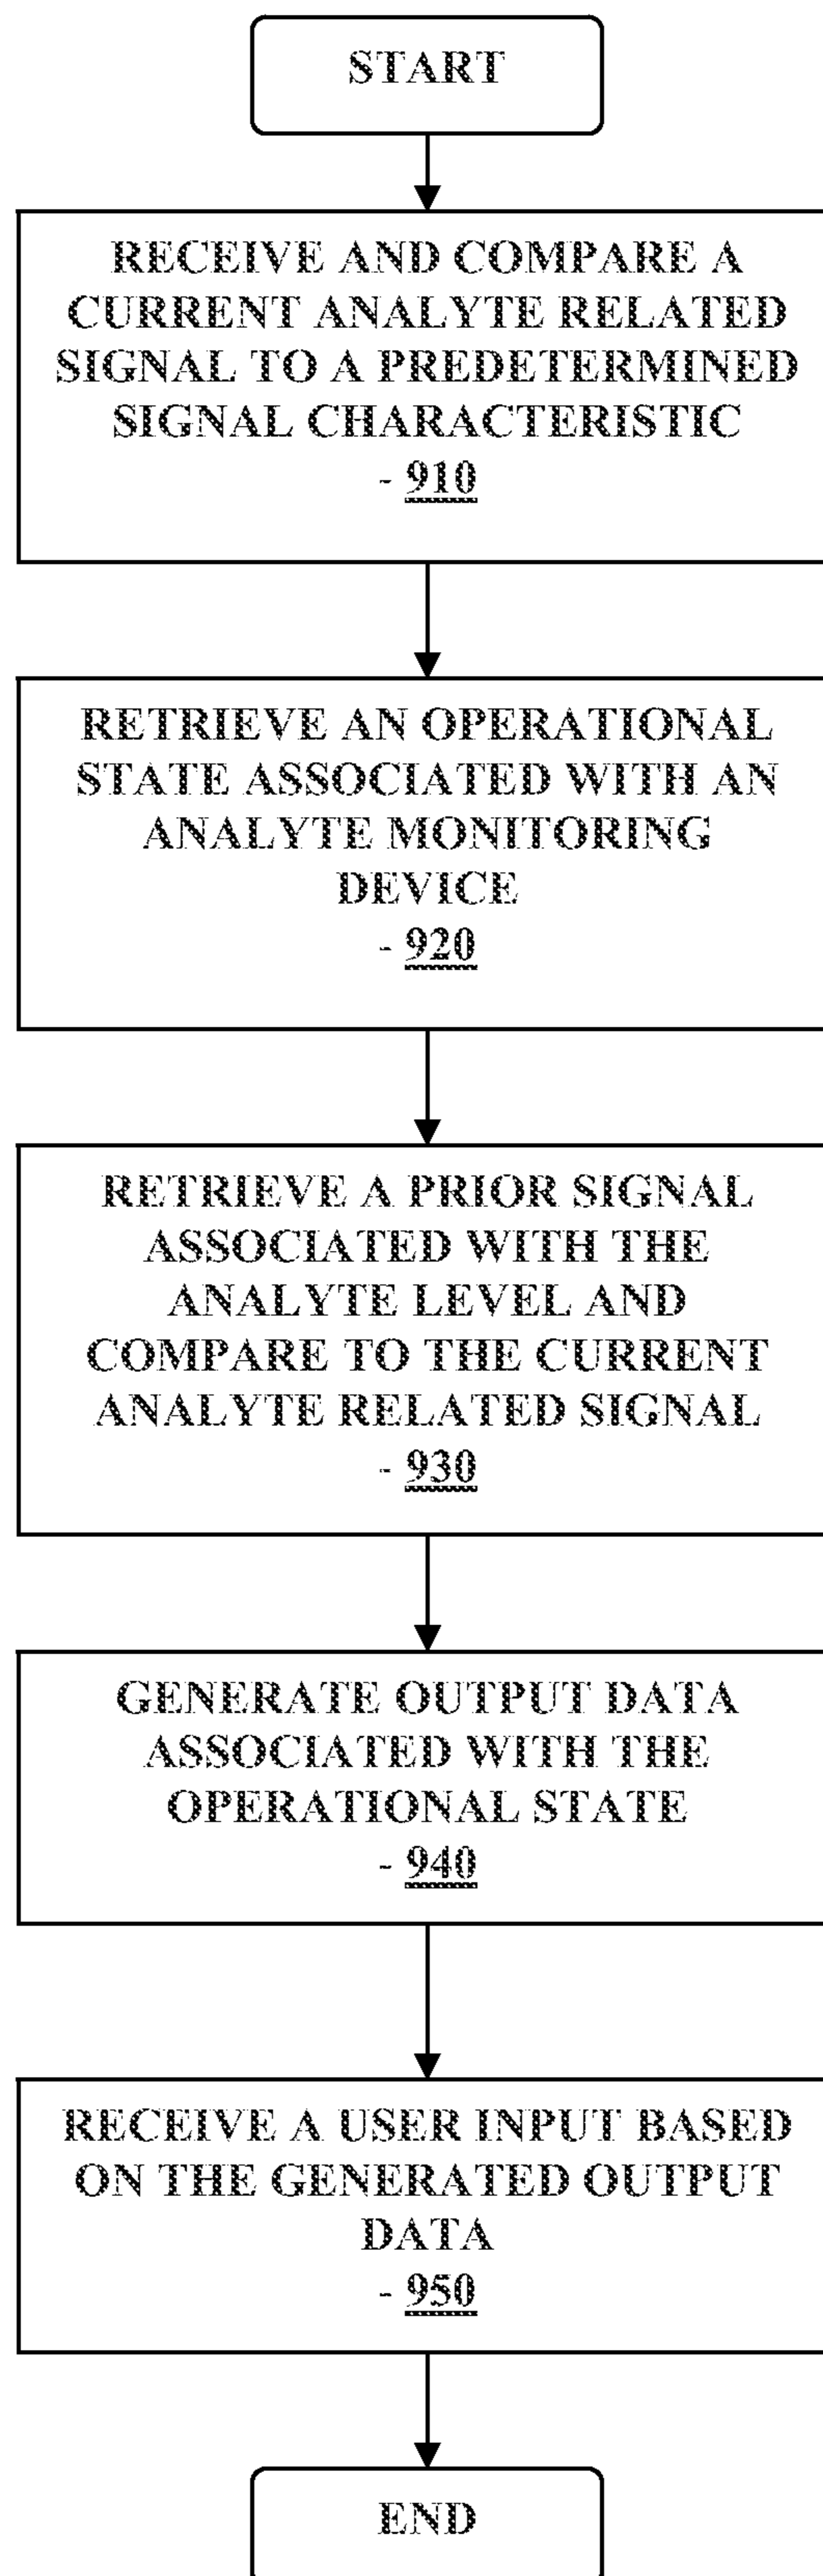 START
RECEIVE AND COMPARE A
CURRENT ANALYTE RELATED
SIGNAL TO A PREDETERMINED
SIGNAL CHARACTERISTIC
- 910
RETRIEVE AN OPERATIONAL
STATE ASSOCIATED WITH AN
ANALYTE MONITORING
DEVICE
- 920
RETRIEVE A PRIOR SIGNAL
ASSOCIATED WITH THE
ANALYTE LEVEL AND
COMPARE TO THE CURRENT
ANALYTE RELATED SIGNAL
- 930
GENERATE OUTPUT DATA
ASSOCIATED WITH THE
OPERATIONAL STATE
- 940
RECEIVE A USER INPUT BASED
ON THE GENERATED OUTPUT
DATA
- 950
END